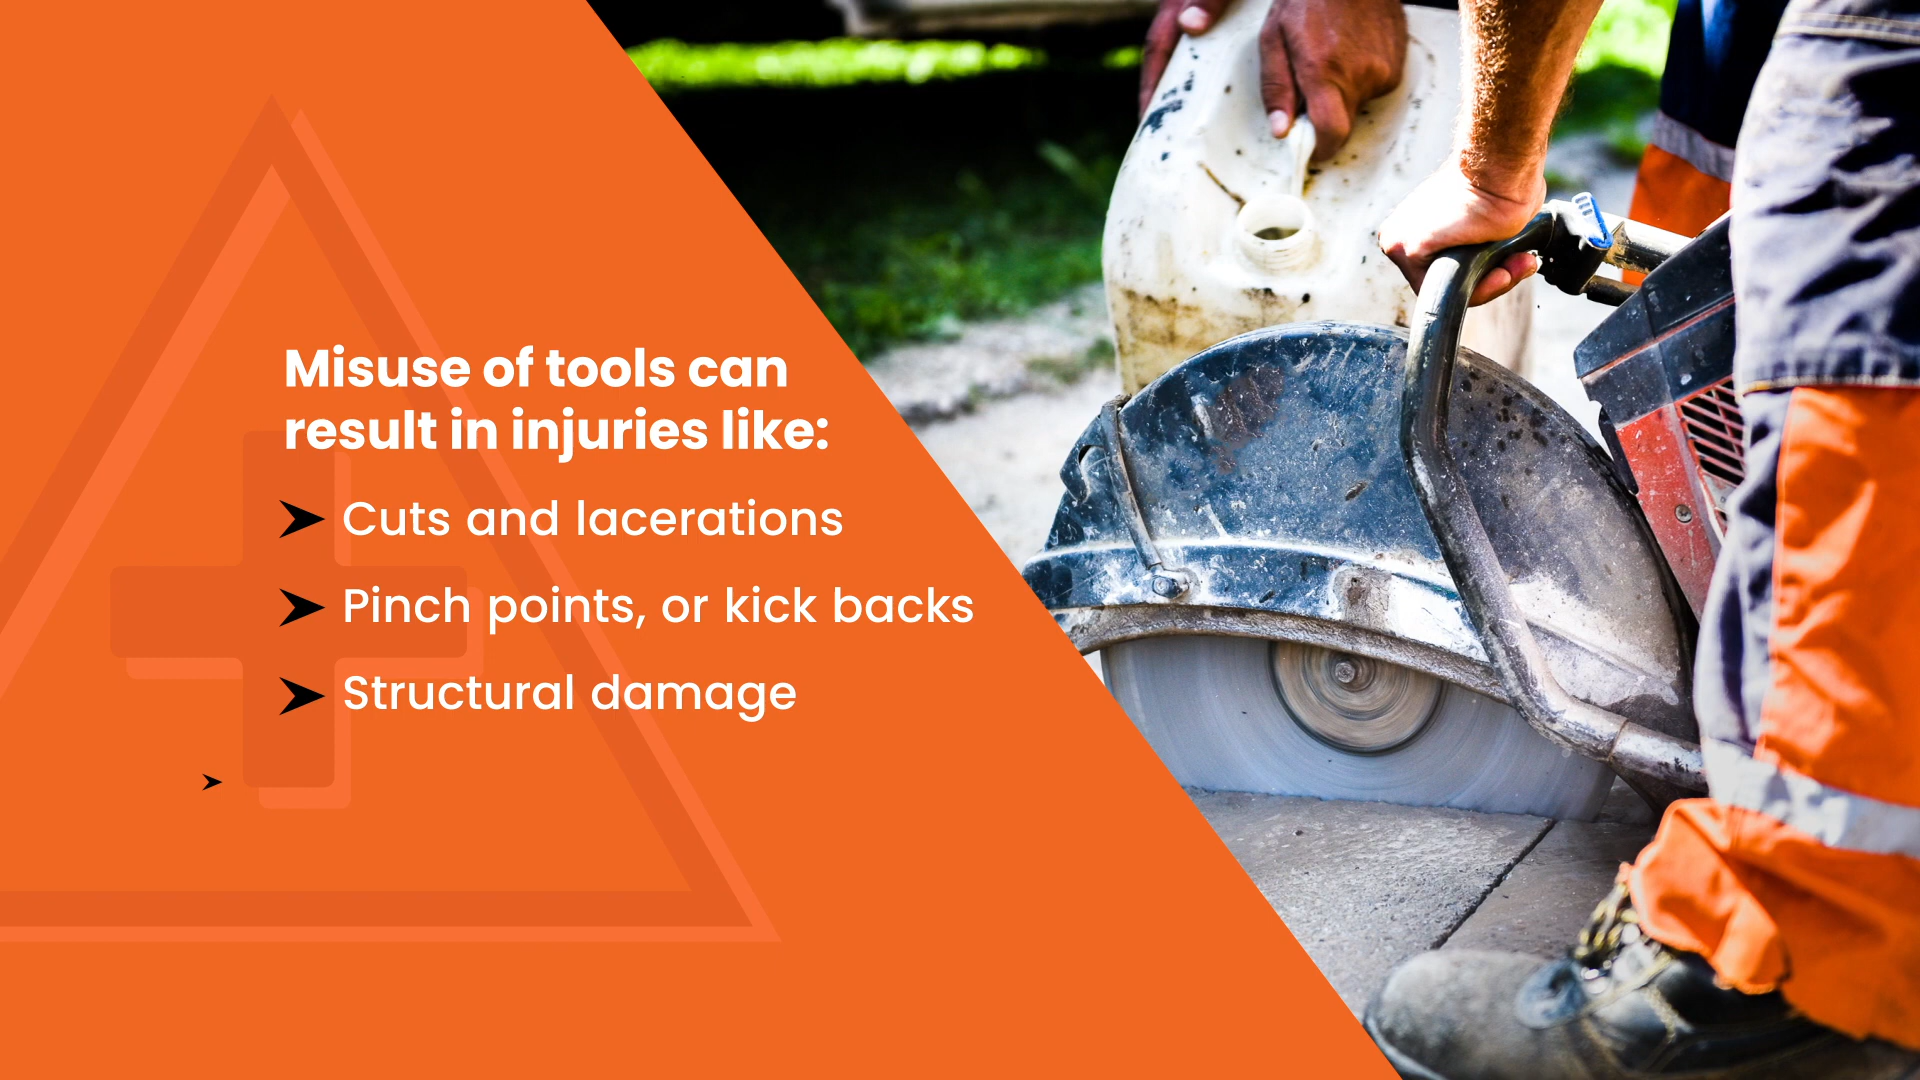 Misuse of tools can
result in injuries like:
➤ Cuts and lacerations
➤ Pinch points, or kick backs
➤ Structural damage
➤